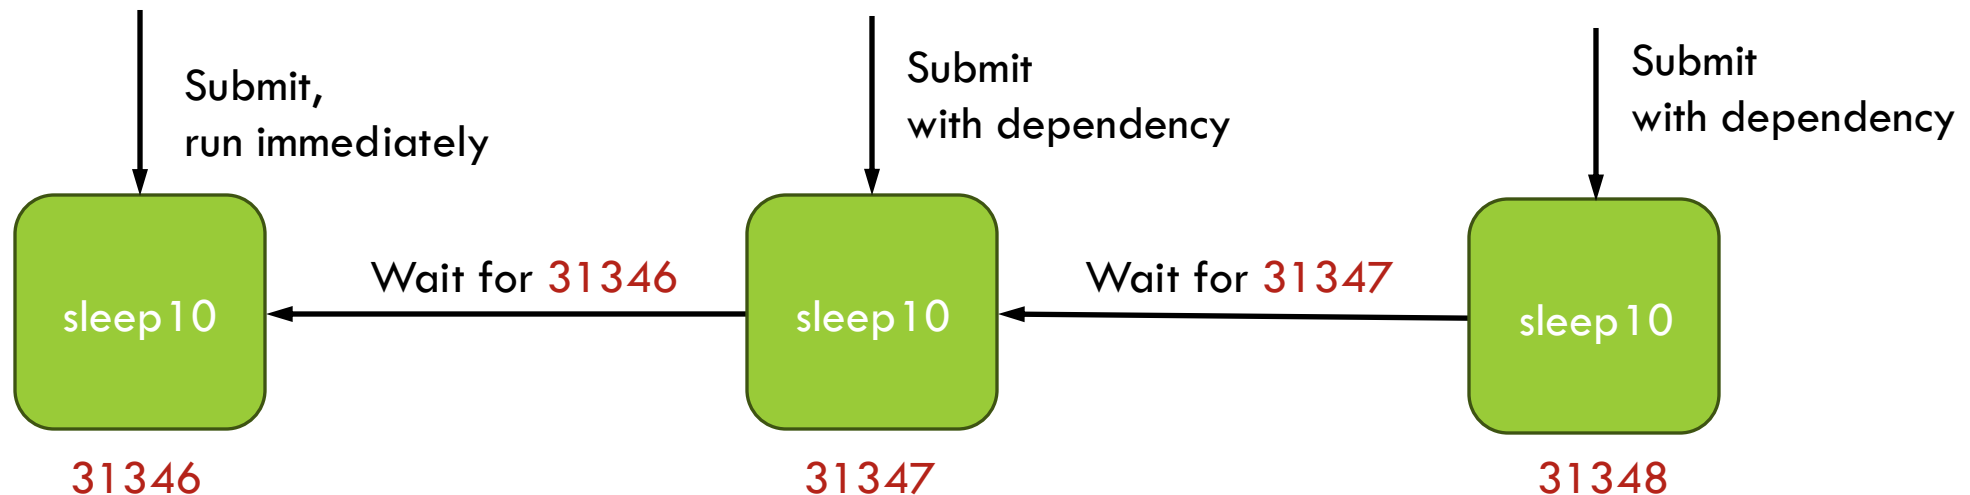 Submit,
run immediately
Submit
with dependency
Submit
with dependency
Wait for 31346
Wait for 31347
sleep10
sleep10
sleep10
31346
31347
31348